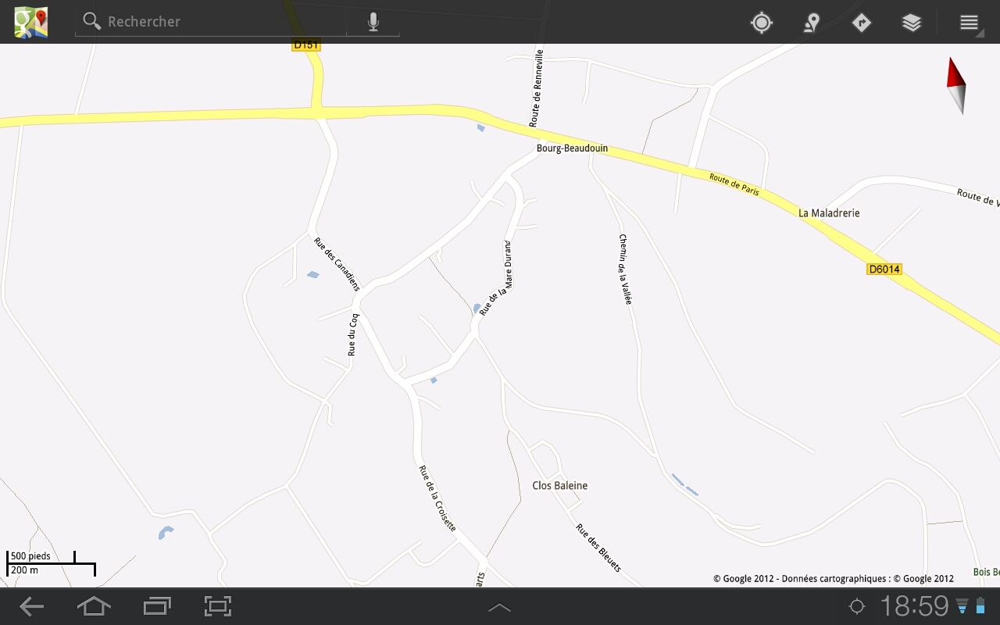 Rechercher
D151
Route de Renneville
Bourg-Beaudouin
Route de Paris
Route de V
La Maladrerie
D6014
Rue des Canadiens
Chemin de la Vallée
Rue de la Mare Durand
Rue du Coq
Rue de la Croisette
Clos Baleine
Rue des Bleuets
500 pieds
200 m
arts
Bois Be
© Google 2012 - Données cartographiques : © Google 2012
18:59